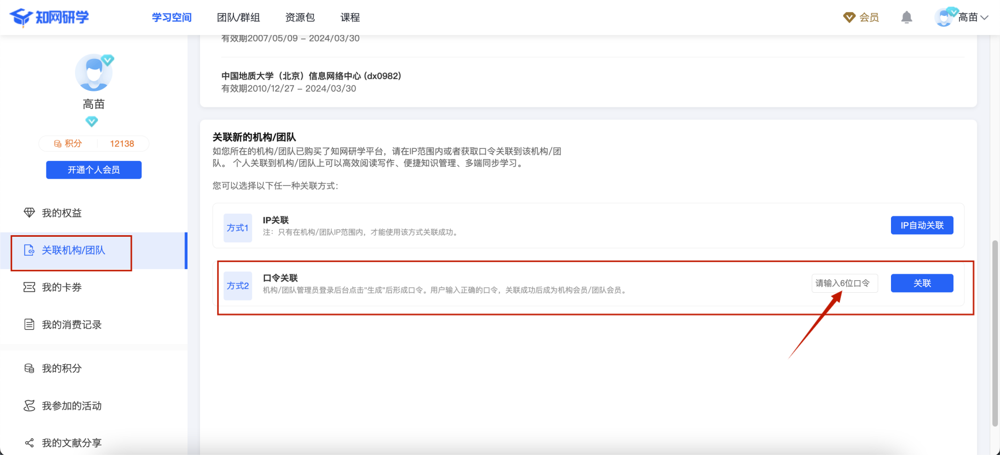 知网研学
学习空间
团队/群组
资源包
课程
会员
高苗
有效期2007/05/09 – 2024/03/30
中国地质大学（北京）信息网络中心 (dx0982)
有效期2010/12/27 – 2024/03/30
高苗
积分
12138
开通个人会员
我的权益
关联机构/团队
我的卡券
我的消费记录
我的积分
我参加的活动
我的文献分享
关联新的机构/团队
如您所在的机构/团队已购买了知网研学平台，请在IP范围内或者获取口令关联到该机构/团
队。 个人关联到机构/团队上可以高效阅读写作、便捷知识管理、多端同步学习。
您可以选择以下任一种关联方式：
方式1
IP关联
注：只有在机构/团队IP范围内，才能使用该方式关联成功。
IP自动关联
方式2
口令关联
机构/团队管理员登录后台点击"生成"后形成口令。用户输入正确的口令，关联成功后成为机构会员/团队会员。
请输入6位口令
关联